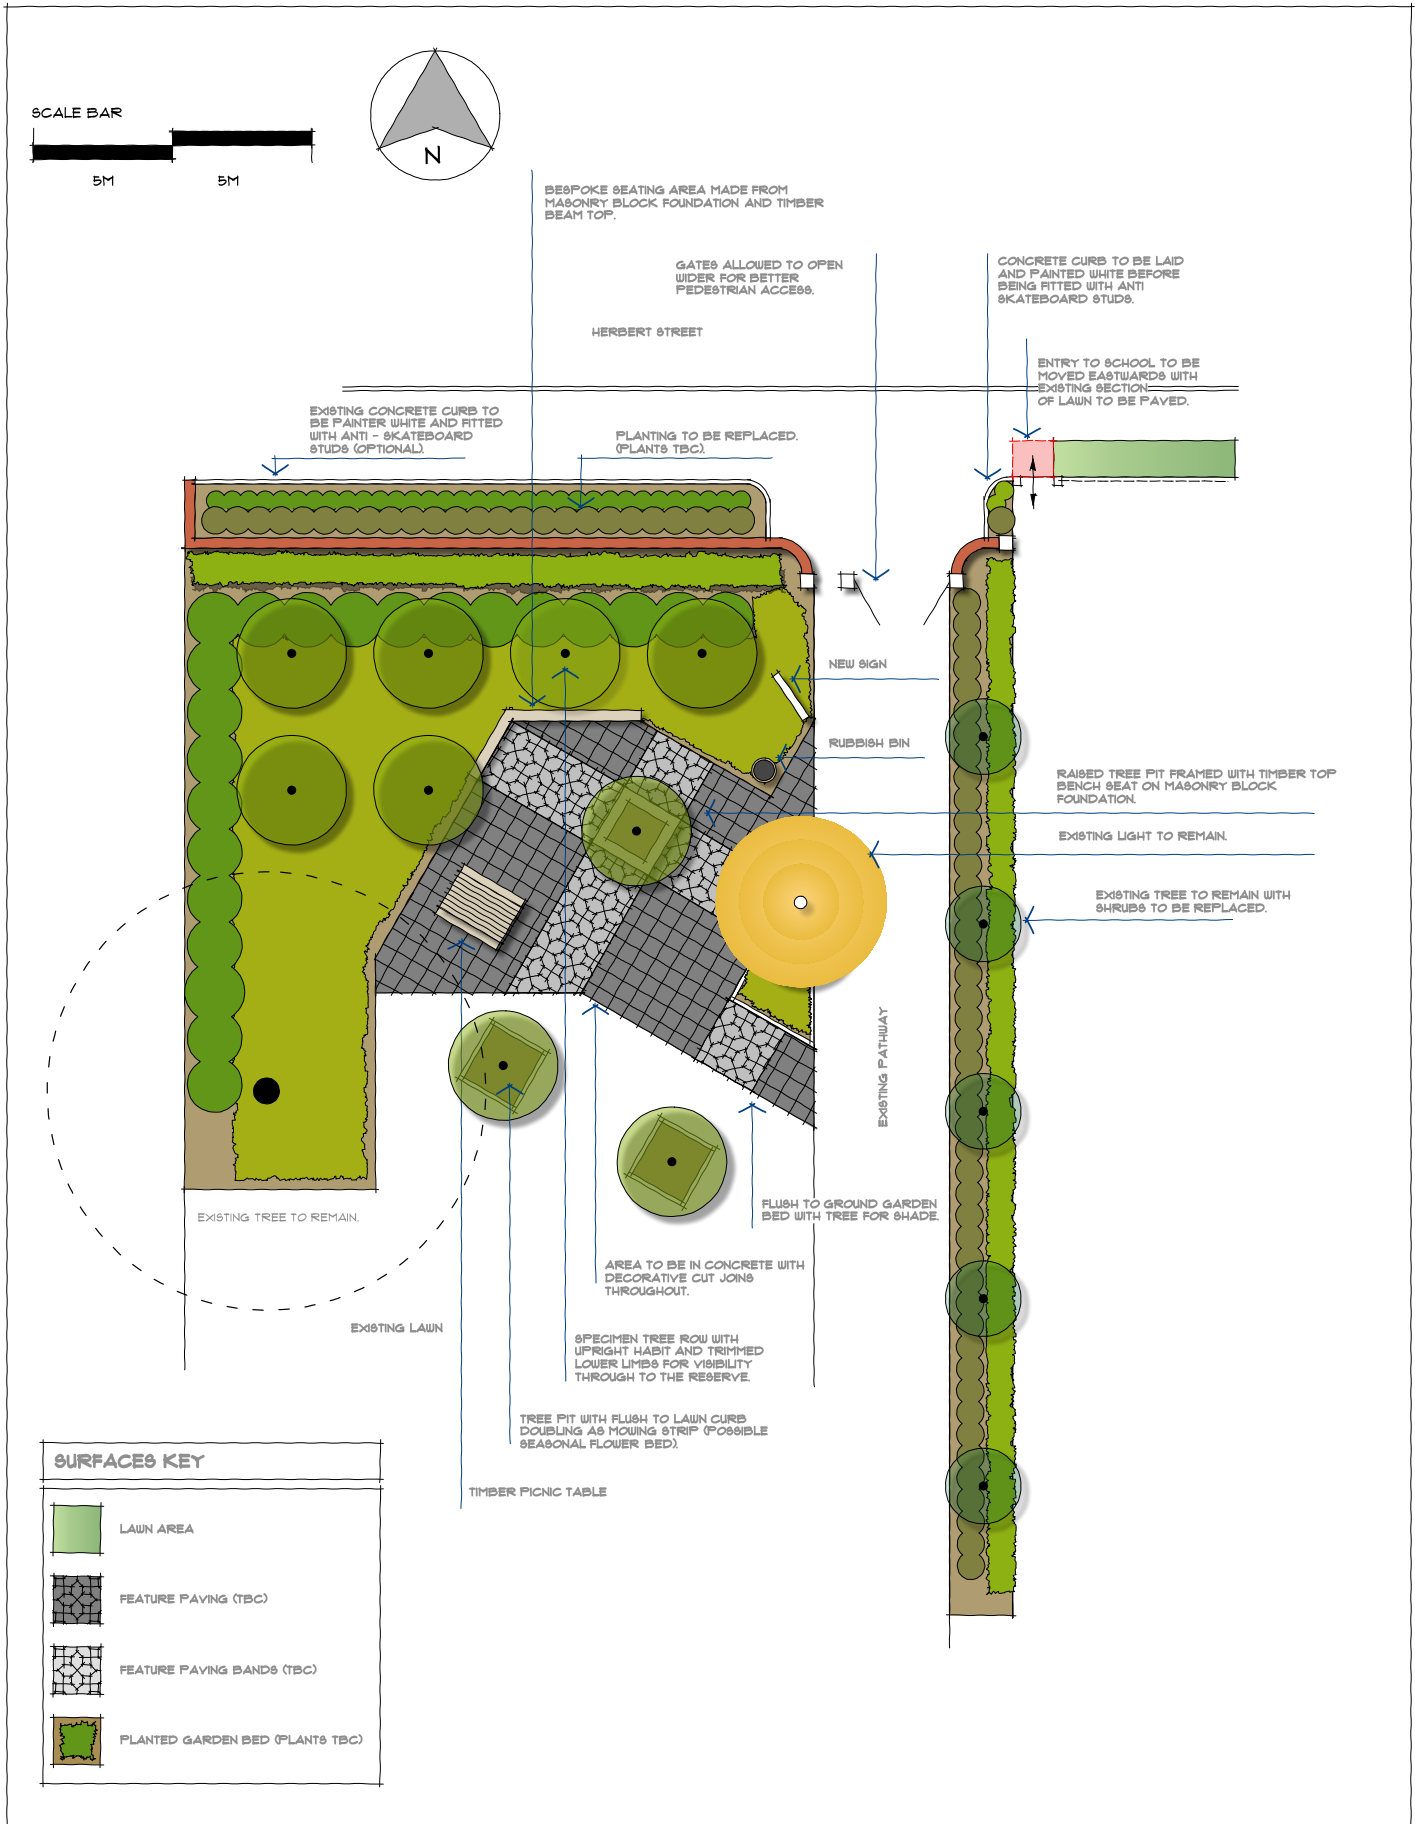 SCALE BAR
5M 5M
N
BESPOKE SEATING AREA MADE FROM
MASONRY BLOCK FOUNDATION AND TIMBER
BEAM TOP.
GATES ALLOWED TO OPEN
WIDER FOR BETTER
PEDESTRIAN ACCESS.
CONCRETE CURB TO BE LAID
AND PAINTED WHITE BEFORE
BEING FITTED WITH ANTI
SKATEBOARD STUDS.
HERBERT STREET
ENTRY TO SCHOOL TO BE
MOVED EASTWARDS WITH
EXISTING SECTION
OF LAWN TO BE PAVED.
EXISTING CONCRETE CURB TO
BE PAINTER WHITE AND FITTED
WITH ANTI - SKATEBOARD
STUDS (OPTIONAL).
PLANTING TO BE REPLACED.
(PLANTS TBC).
NEW SIGN
RUBBISH BIN
RAISED TREE PIT FRAMED WITH TIMBER TOP
BENCH SEAT ON MASONRY BLOCK
FOUNDATION.
EXISTING LIGHT TO REMAIN.
EXISTING TREE TO REMAIN WITH
SHRUBS TO BE REPLACED.
EXISTING PATHWAY
FLUSH TO GROUND GARDEN
BED WITH TREE FOR SHADE.
EXISTING TREE TO REMAIN.
AREA TO BE IN CONCRETE WITH
DECORATIVE CUT JOINS
THROUGHOUT.
EXISTING LAWN
SPECIMEN TREE ROW WITH
UPRIGHT HABIT AND TRIMMED
LOWER LIMBS FOR VISIBILITY
THROUGH TO THE RESERVE.
TREE PIT WITH FLUSH TO LAWN CURB
DOUBLING AS MOWING STRIP (POSSIBLE
SEASONAL FLOWER BED).
TIMBER PICNIC TABLE
SURFACES KEY
LAWN AREA
FEATURE PAVING (TBC)
FEATURE PAVING BANDS (TBC)
PLANTED GARDEN BED (PLANTS TBC)